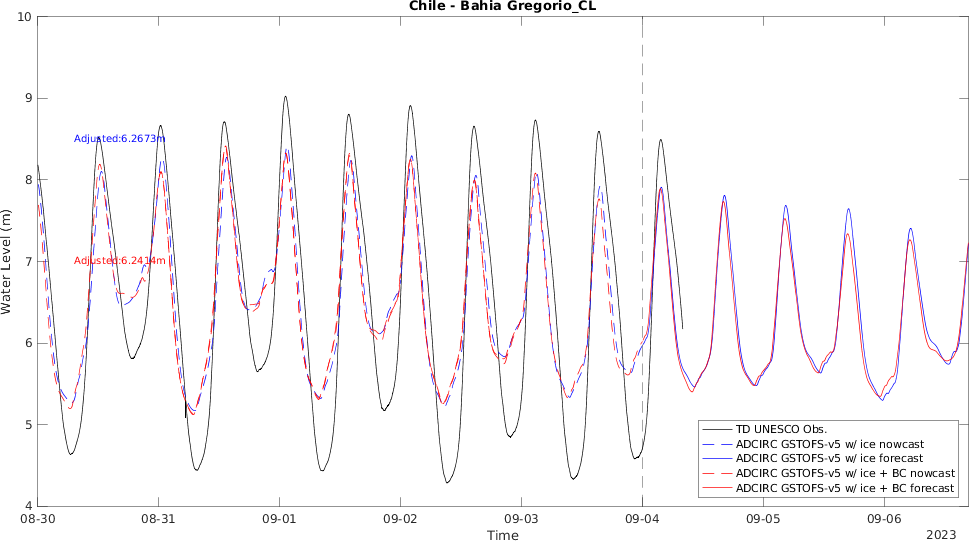 Chile - Bahia Gregorio_CL
10
9
8
7
6
5
4
Water Level (m)
Adjusted:6.2673m
Adjusted:6.2414m
TD UNESCO Obs.
ADCIRC GSTOFS-v5 w/ ice nowcast
ADCIRC GSTOFS-v5 w/ ice forecast
ADCIRC GSTOFS-v5 w/ ice + BC nowcast
ADCIRC GSTOFS-v5 w/ ice + BC forecast
08-30 08-31 09-01 09-02 09-03 09-04 09-05 09-06
Time
2023